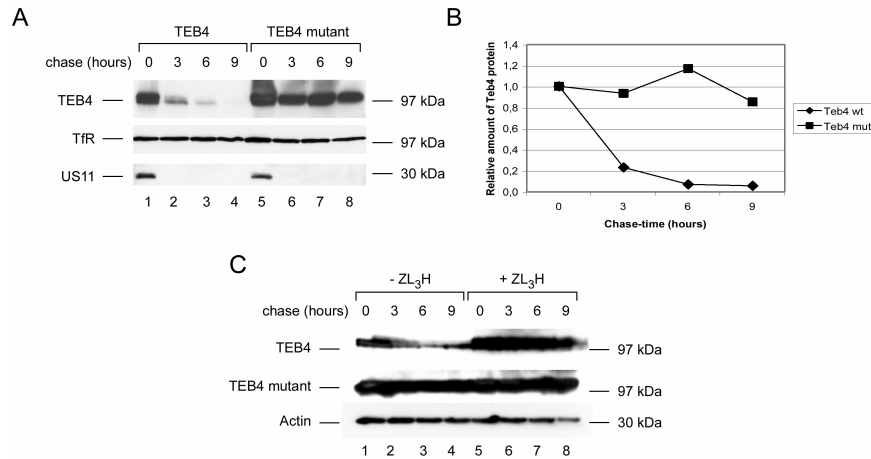 A
TEB4 TEB4 mutant
chase (hours) 0 3 6 9 0 3 6 9
TEB4 97 kDa
TfR 97 kDa
US11 30 kDa
1 2 3 4 5 6 7 8
B
Relative amount of Teb4 protein
1,4
1,2
1,0
0,8
0,6
0,4
0,2
0,0
0 3 6 9
Chase-time (hours)
Teb4 wt
Teb4 mut
C
- ZL3H + ZL3H
chase (hours) 0 3 6 9 0 3 6 9
TEB4 97 kDa
TEB4 mutant 97 kDa
Actin 30 kDa
1 2 3 4 5 6 7 8